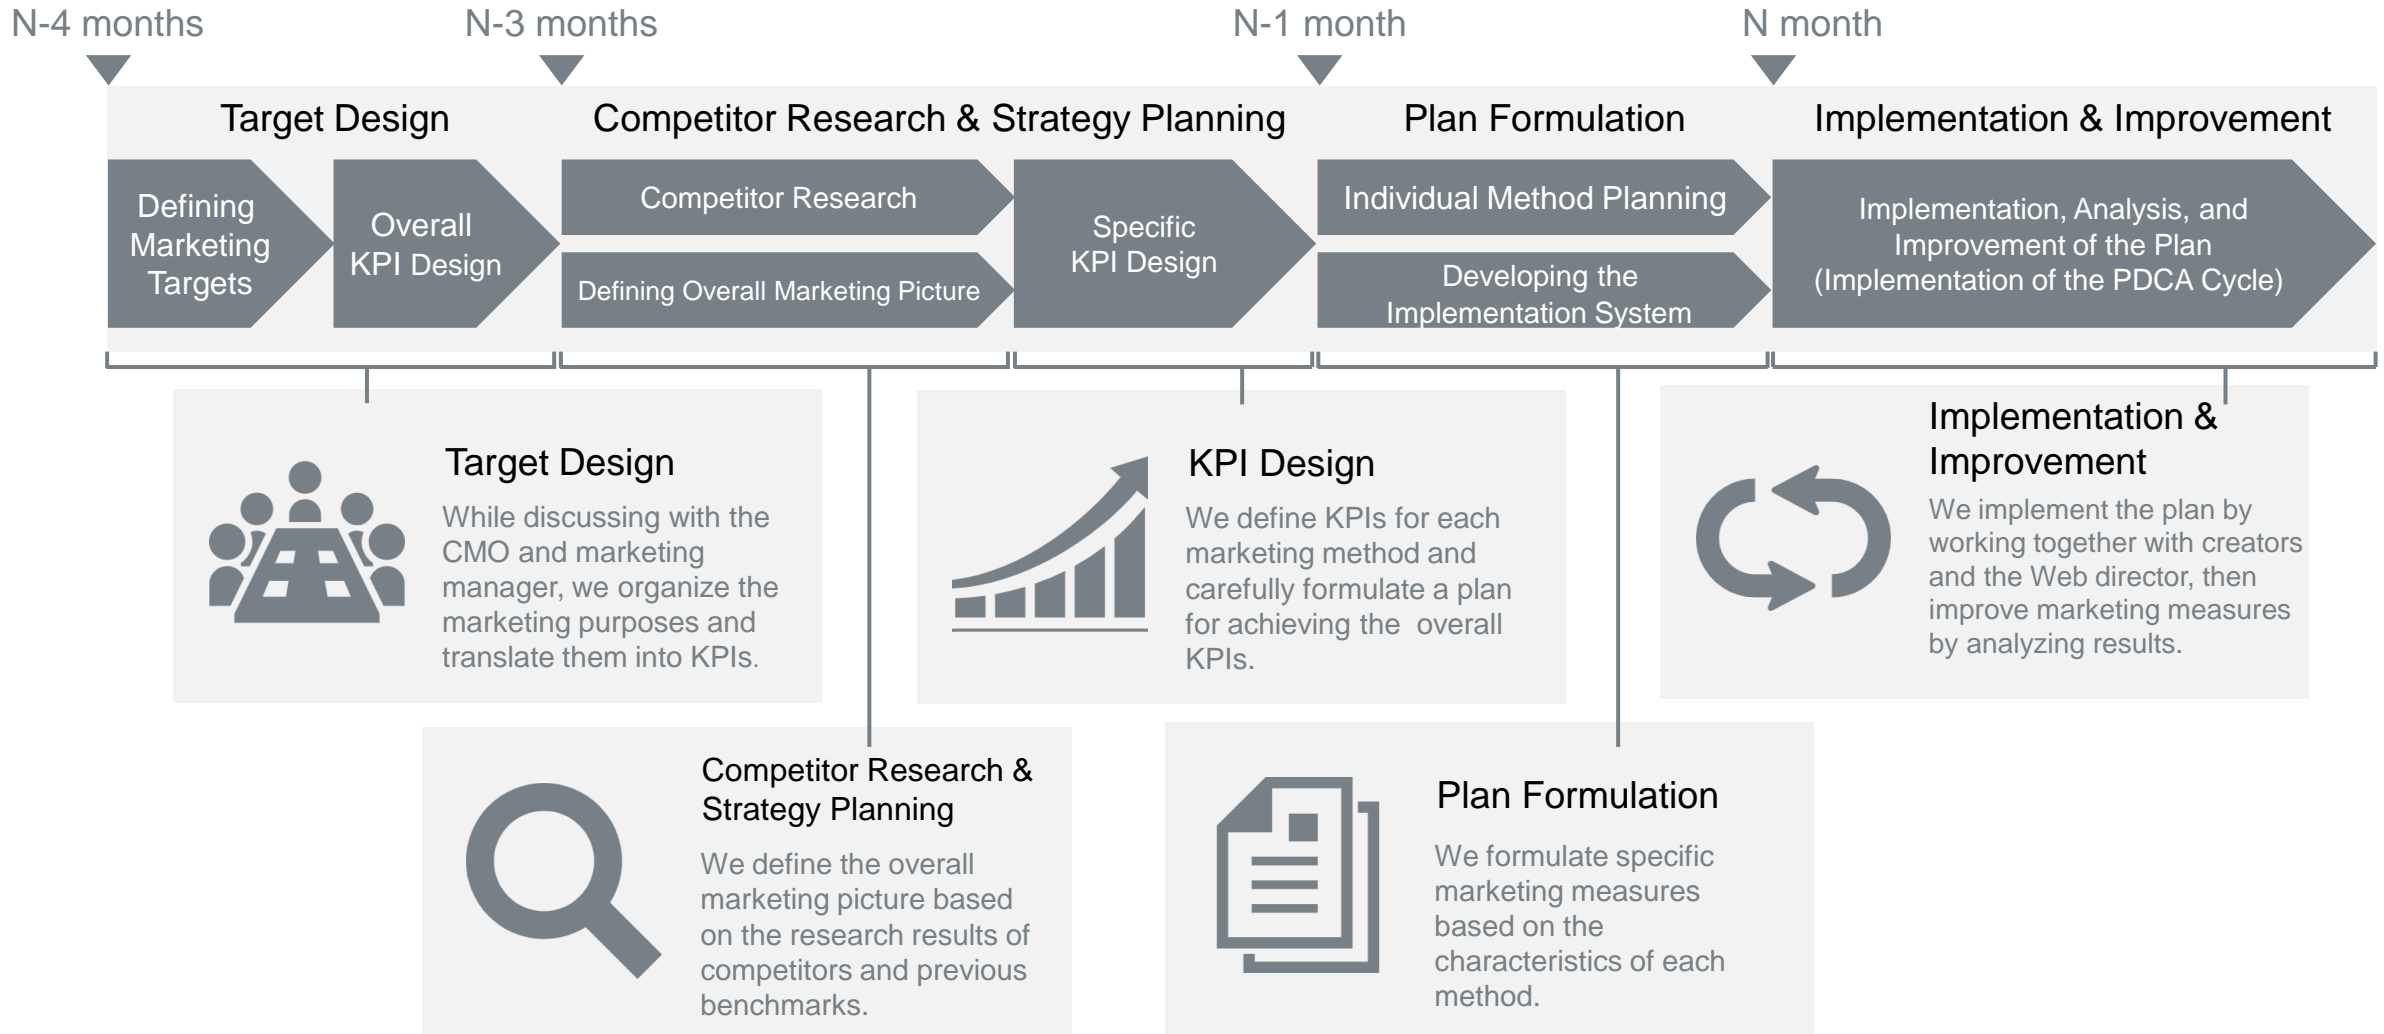 N-4 months
N-3 months
N-1 month
N month
Target Design
Competitor Research & Strategy Planning
Plan Formulation
Implementation & Improvement
Defining
Marketing
Targets
Overall
KPI Design
Competitor Research
Defining Overall Marketing Picture
Specific
KPI Design
Individual Method Planning
Developing the
Implementation System
Implementation, Analysis, and
Improvement of the Plan
(Implementation of the PDCA Cycle)
Target Design
While discussing with the
CMO and marketing
manager, we organize the
marketing purposes and
translate them into KPIs.
KPI Design
We define KPIs for each
marketing method and
carefully formulate a plan
for achieving the  overall
KPIs.
Implementation &
Improvement
We implement the plan by
working together with creators
and the Web director, then
improve marketing measures
by analyzing results.
Competitor Research &
Strategy Planning
We define the overall
marketing picture based
on the research results of
competitors and previous
benchmarks.
Plan Formulation
We formulate specific
marketing measures
based on the
characteristics of each
method.